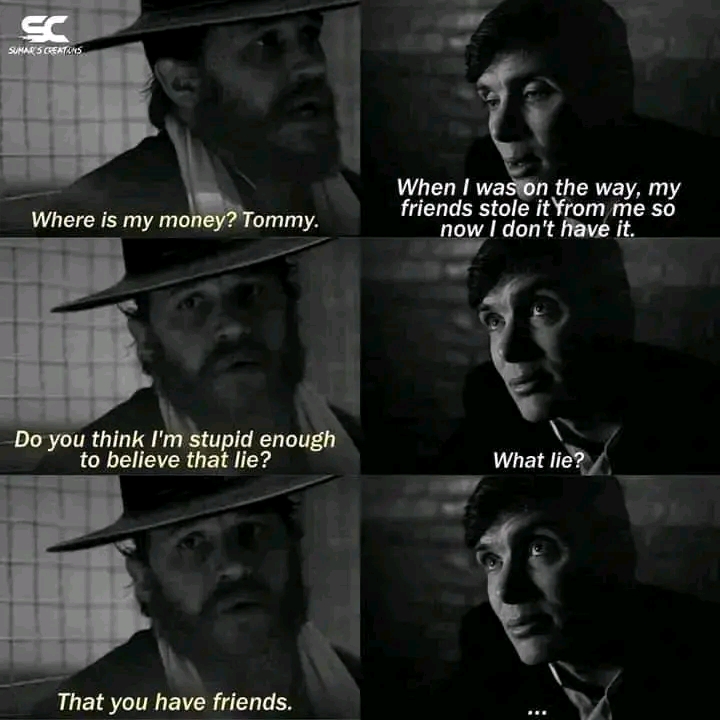 SC
SUMAR'S CREATIONS
Where is my money? Tommy.
When I was on the way, my
friends stole it from me so
now I don't have it.
Do you think I'm stupid enough
to believe that lie?
What lie?
That you have friends.
...